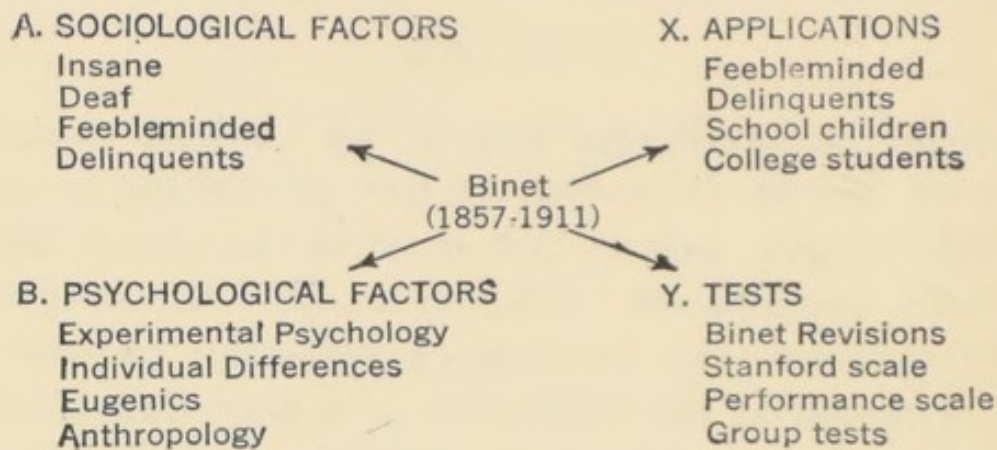 A. SOCIOLOGICAL FACTORS
Insane
Deaf
Feebleminded
Delinquents
X. APPLICATIONS
Feebleminded
Delinquents
School children
College students
Binet
(1857-1911)
B. PSYCHOLOGICAL FACTORS
Experimental Psychology
Individual Differences
Eugenics
Anthropology
Y. TESTS
Binet Revisions
Stanford scale
Performance scale
Group tests